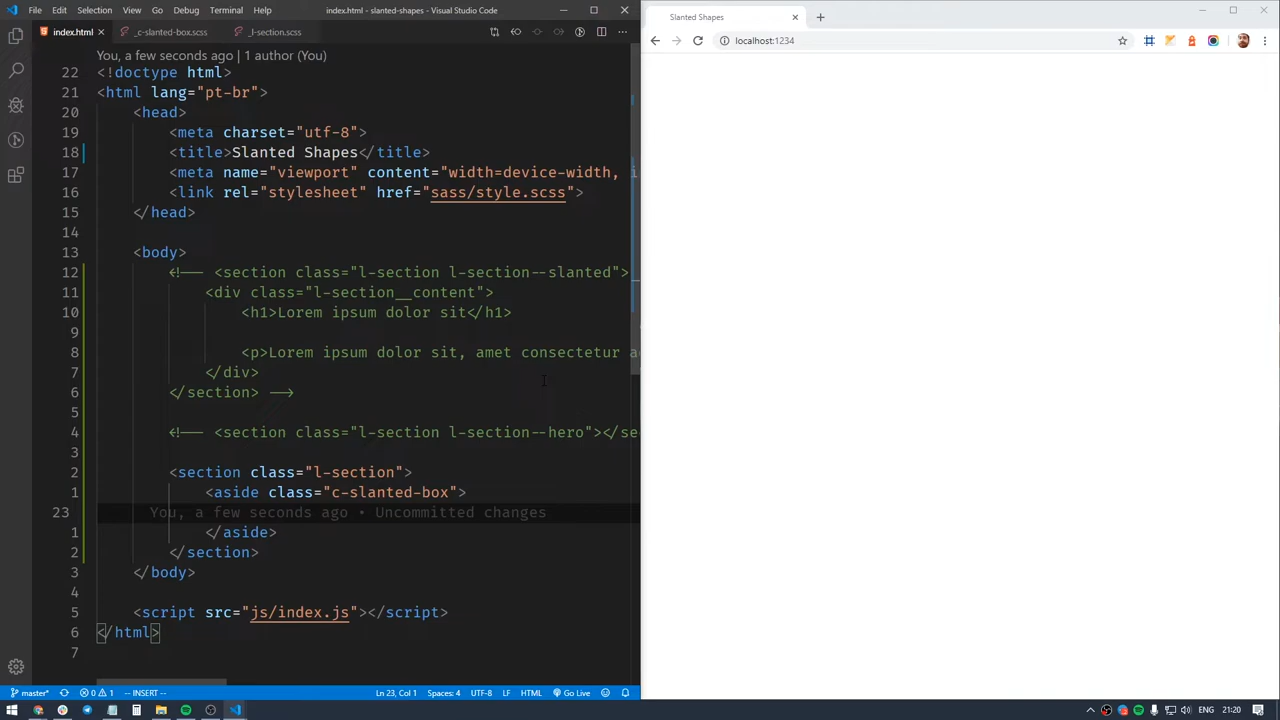 File Edit Selection View Go Debug Terminal Help index.html - slanted-shapes - Visual Studio Code
index.html _c-slanted-box.scss _l-section.scss
You, a few seconds ago | 1 author (You)
22 <!doctype html>
21 <html lang="pt-br">
20 <head>
19 <meta charset="utf-8">
18 <title>Slanted Shapes</title>
17 <meta name="viewport" content="width=device-width, i
16 <link rel="stylesheet" href="sass/style.scss">
15 </head>
14
13 <body>
12 <!-- <section class="l-section l-section--slanted">
11 <div class="l-section__content">
10 <h1>Lorem ipsum dolor sit</h1>
9
8 <p>Lorem ipsum dolor sit, amet consectetur a
7 </div>
6 </section> -->
5
4 <!-- <section class="l-section l-section--hero"></se
3
2 <section class="l-section">
1 <aside class="c-slanted-box">
23 You, a few seconds ago • Uncommitted changes
1 </aside>
2 </section>
3 </body>
4
5 <script src="js/index.js"></script>
6 </html>
7
master* 0 1 -- INSERT -- Ln 23, Col 1 Spaces: 4 UTF-8 LF HTML Go Live
Slanted Shapes
localhost:1234
ENG 21:20